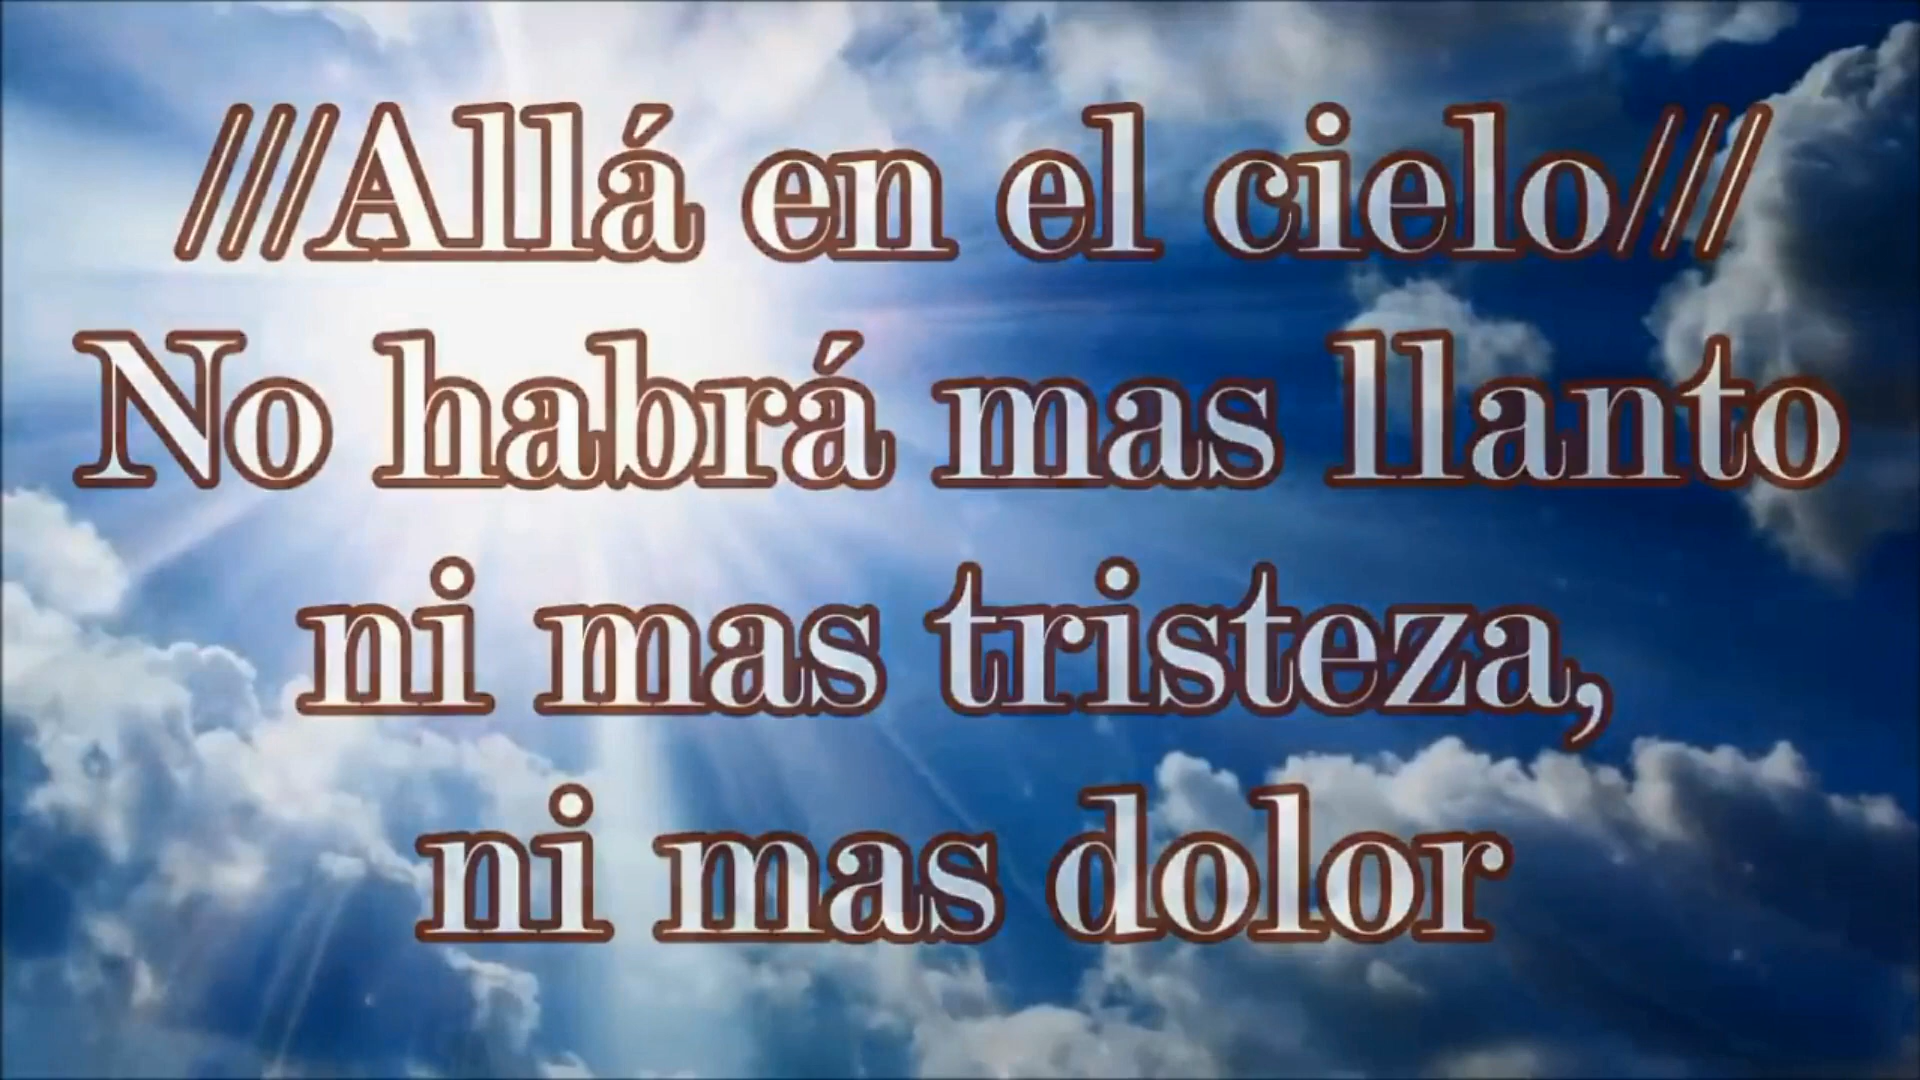 ///Allá en el cielo///
No habrá mas llanto
ni mas tristeza,
ni mas dolor